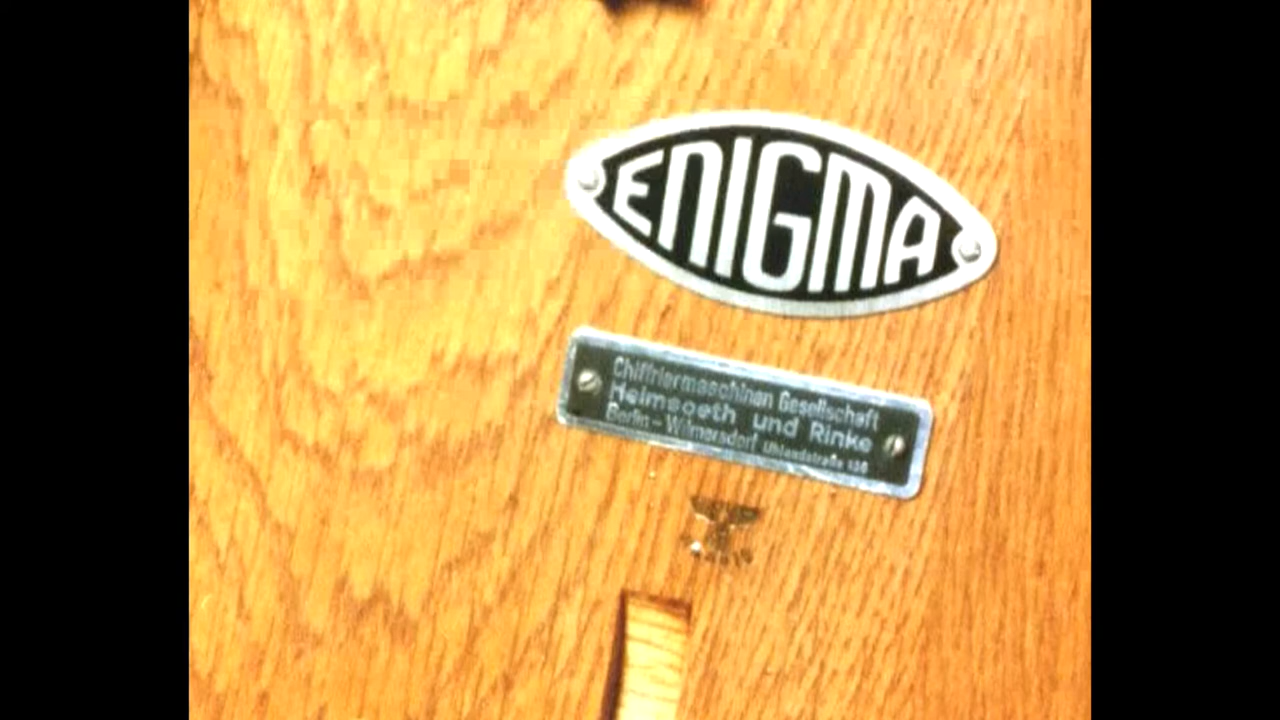 ENIGMA
Chiffriermaschinen Gesellschaft
Heimsoeth und Rinke
Berlin - Wilmersdorf Uhlandstraße 136